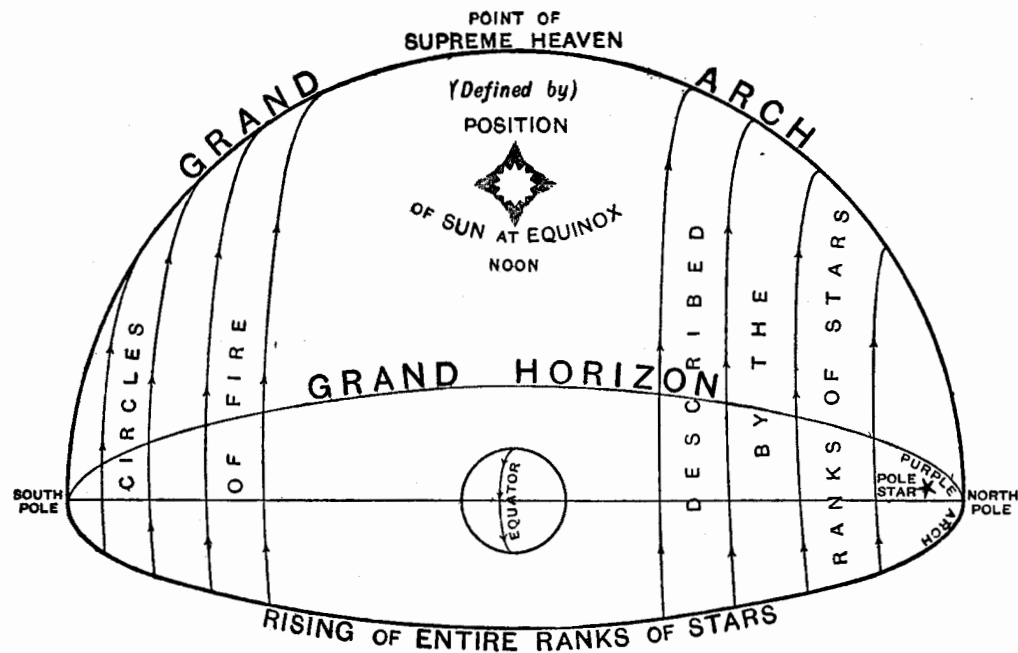 POINT OF
SUPREME HEAVEN
GRAND ARCH
(Defined by)
POSITION
OF SUN AT EQUINOX
NOON
CIRCLES
OF FIRE
DESCRIBED
BY THE
RANKS OF STARS
GRAND HORIZON
SOUTH
POLE
EQUATOR
POLE
STAR
PURPLE
ARCH
NORTH
POLE
RISING OF ENTIRE RANKS OF STARS